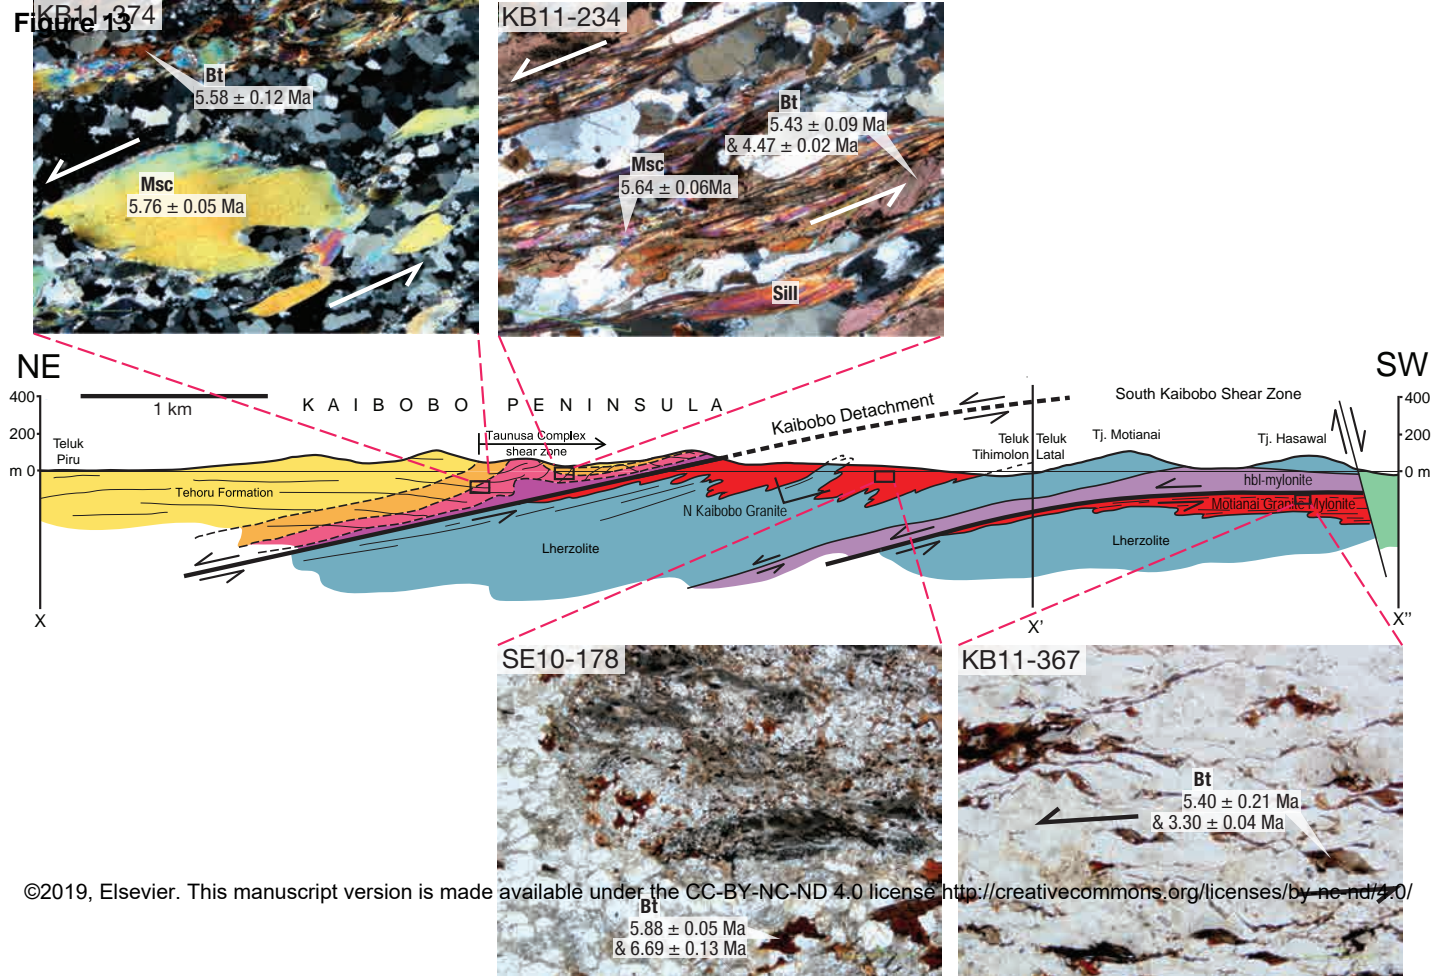 Figure 13
KB11-374
Bt
5.58 ± 0.12 Ma
Msc
5.76 ± 0.05 Ma
KB11-234
Bt
5.43 ± 0.09 Ma
& 4.47 ± 0.02 Ma
Msc
5.64 ± 0.06Ma
Sill
NE
SW
400
200
m 0
1 km
KAIBOBO PENINSULA
Kaibobo Detachment
South Kaibobo Shear Zone
400
200
0 m
Teluk
Piru
Taunusa Complex
shear zone
Teluk
Tihimolon
Teluk
Latal
Tj. Motianai
Tj. Hasawal
Tehoru Formation
N Kaibobo Granite
Lherzolite
hbl-mylonite
Motianai Granite Mylonite
Lherzolite
X
X'
X''
SE10-178
Bt
5.88 ± 0.05 Ma
& 6.69 ± 0.13 Ma
KB11-367
Bt
5.40 ± 0.21 Ma
& 3.30 ± 0.04 Ma
©2019, Elsevier. This manuscript version is made available under the CC-BY-NC-ND 4.0 license http://creativecommons.org/licenses/by-nc-nd/4.0/